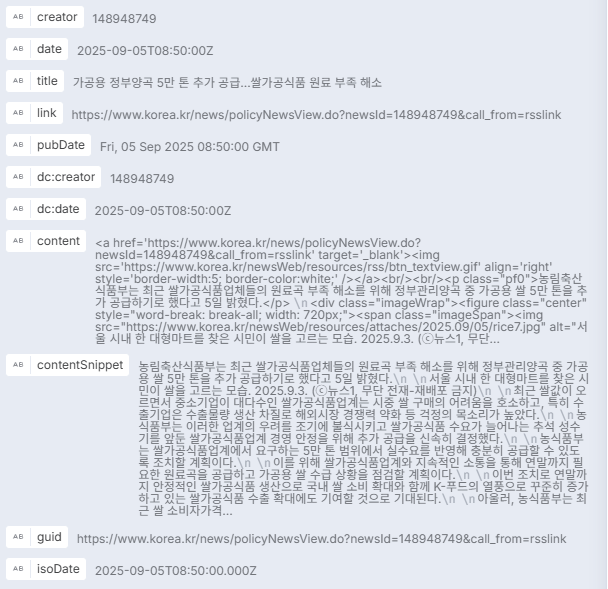 AB creator 148948749
AB date 2025-09-05T08:50:00Z
AB title 가공용 정부양곡 5만 톤 추가 공급…쌀가공식품 원료 부족 해소
AB link https://www.korea.kr/news/policyNewsView.do?newsId=148948749&call_from=rsslink
AB pubDate Fri, 05 Sep 2025 08:50:00 GMT
AB dc:creator 148948749
AB dc:date 2025-09-05T08:50:00Z
AB content <a href='https://www.korea.kr/news/policyNewsView.do?
newsId=148948749&call_from=rsslink' target='_blank'><img
src='https://www.korea.kr/newsWeb/resources/rss/btn_textview.gif' align='right'
style='border-width:5; border-color:white;' /></a><br/><br/><p class="pf0">농림축산
식품부는 최근 쌀가공식품업체들의 원료곡 부족 해소를 위해 정부관리양곡 중 가공용 쌀 5만 톤을 추
가 공급하기로 했다고 5일 밝혔다.</p> \n<div class="imageWrap"><figure class="center"
style="word-break: break-all; width: 720px;"><span class="imageSpan"><img
src="https://www.korea.kr/newsWeb/resources/attaches/2025.09/05/rice7.jpg" alt="서
울 시내 한 대형마트를 찾은 시민이 쌀을 고르는 모습. 2025.9.3. (ⓒ뉴스1, 무단…
AB contentSnippet 농림축산식품부는 최근 쌀가공식품업체들의 원료곡 부족 해소를 위해 정부관리양곡 중 가공
용 쌀 5만 톤을 추가 공급하기로 했다고 5일 밝혔다.\n \n서울 시내 한 대형마트를 찾은 시
민이 쌀을 고르는 모습. 2025.9.3. (ⓒ뉴스1, 무단 전재-재배포 금지)\n \n최근 쌀값이 오
르면서 중소기업이 대다수인 쌀가공식품업계는 시중 쌀 구매의 어려움을 호소하고, 특히 수
출기업은 수출물량 생산 차질로 해외시장 경쟁력 약화 등 걱정의 목소리가 높았다.\n \n농
식품부는 이러한 업계의 우려를 조기에 불식시키고 쌀가공식품 수요가 늘어나는 추석 성수
기를 앞둔 쌀가공식품업계 경영 안정을 위해 추가 공급을 신속히 결정했다.\n \n농식품부
는 쌀가공식품업계에서 요구하는 5만 톤 범위에서 실수요를 반영해 충분히 공급할 수 있도
록 조치할 계획이다.\n \n이를 위해 쌀가공식품업계와 지속적인 소통을 통해 연말까지 필
요한 원료곡을 공급하고 가공용 쌀 수급 상황을 점검할 계획이다.\n \n이번 조치로 연말까
지 안정적인 쌀가공식품 생산으로 국내 쌀 소비 확대와 함께 K-푸드의 열풍으로 꾸준히 증가
하고 있는 쌀가공식품 수출 확대에도 기여할 것으로 기대된다.\n \n아울러, 농식품부는 최
근 쌀 소비자가격…
AB guid https://www.korea.kr/news/policyNewsView.do?newsId=148948749&call_from=rsslink
AB isoDate 2025-09-05T08:50:00.000Z